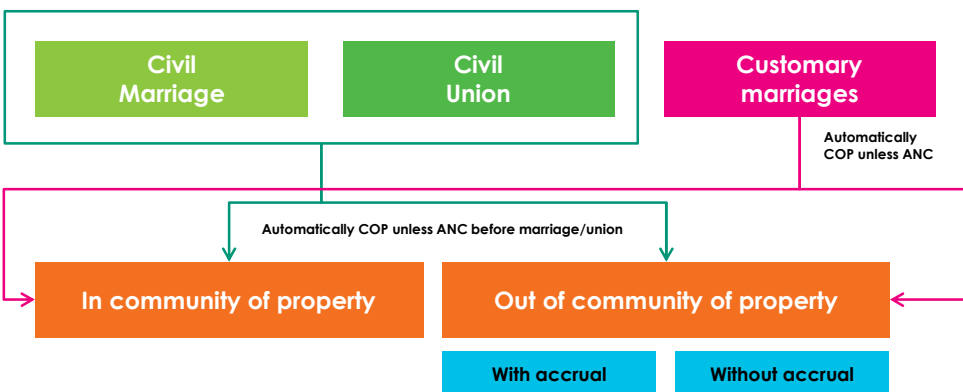 Civil
Marriage
Civil
Union
Customary
marriages
Automatically
COP unless ANC
Automatically COP unless ANC before marriage/union
In community of property
Out of community of property
With accrual
Without accrual